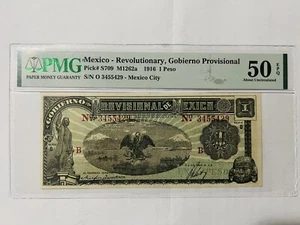 PMG
PAPER MONEY GUARANTY
Mexico - Revolutionary, Gobierno Provisional
Pick# S709 M1262a 1916 1 Peso
S/N O 3455429 - Mexico City
50 EPQ
About Uncirculated
GOBIERNO PROVISIONAL DE MEXICO
Nº 3455429 Nº 3455429
B B